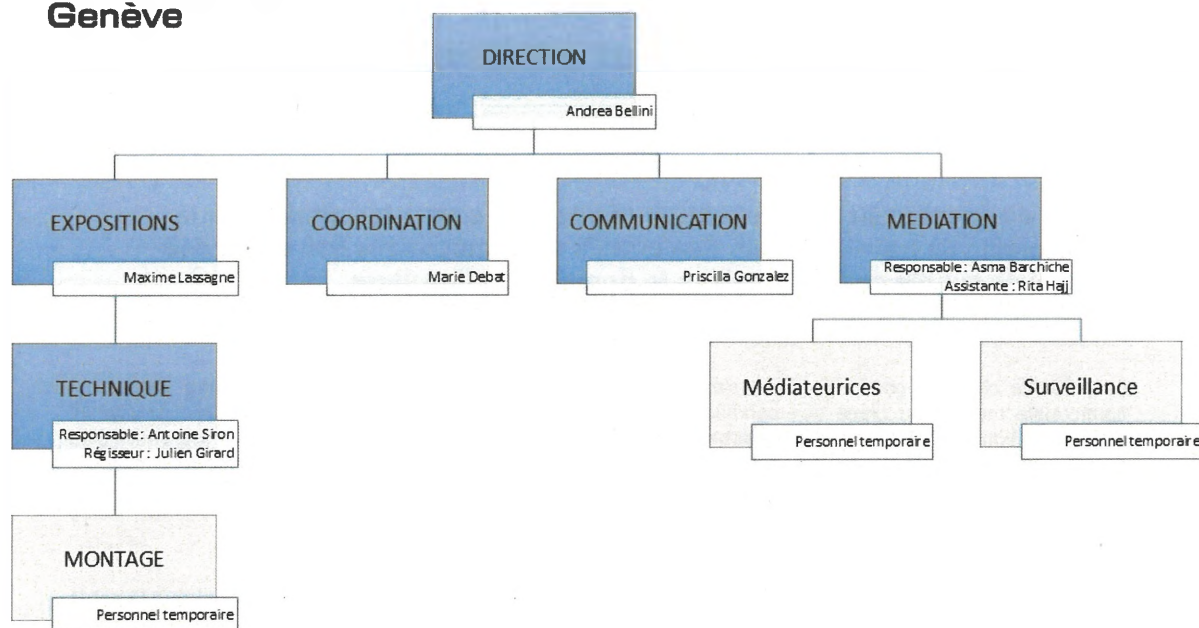 Genève
DIRECTION
Andrea Bellini
EXPOSITIONS
Maxime Lassagne
COORDINATION
Marie Debat
COMMUNICATION
Priscilla Gonzalez
MEDIATION
Responsable : Asma Barchiche
Assistante : Rita Hajj
TECHNIQUE
Responsable : Antoine Siron
Régisseur : Julien Girard
Médiateurices
Personnel temporaire
Surveillance
Personnel temporaire
MONTAGE
Personnel temporaire